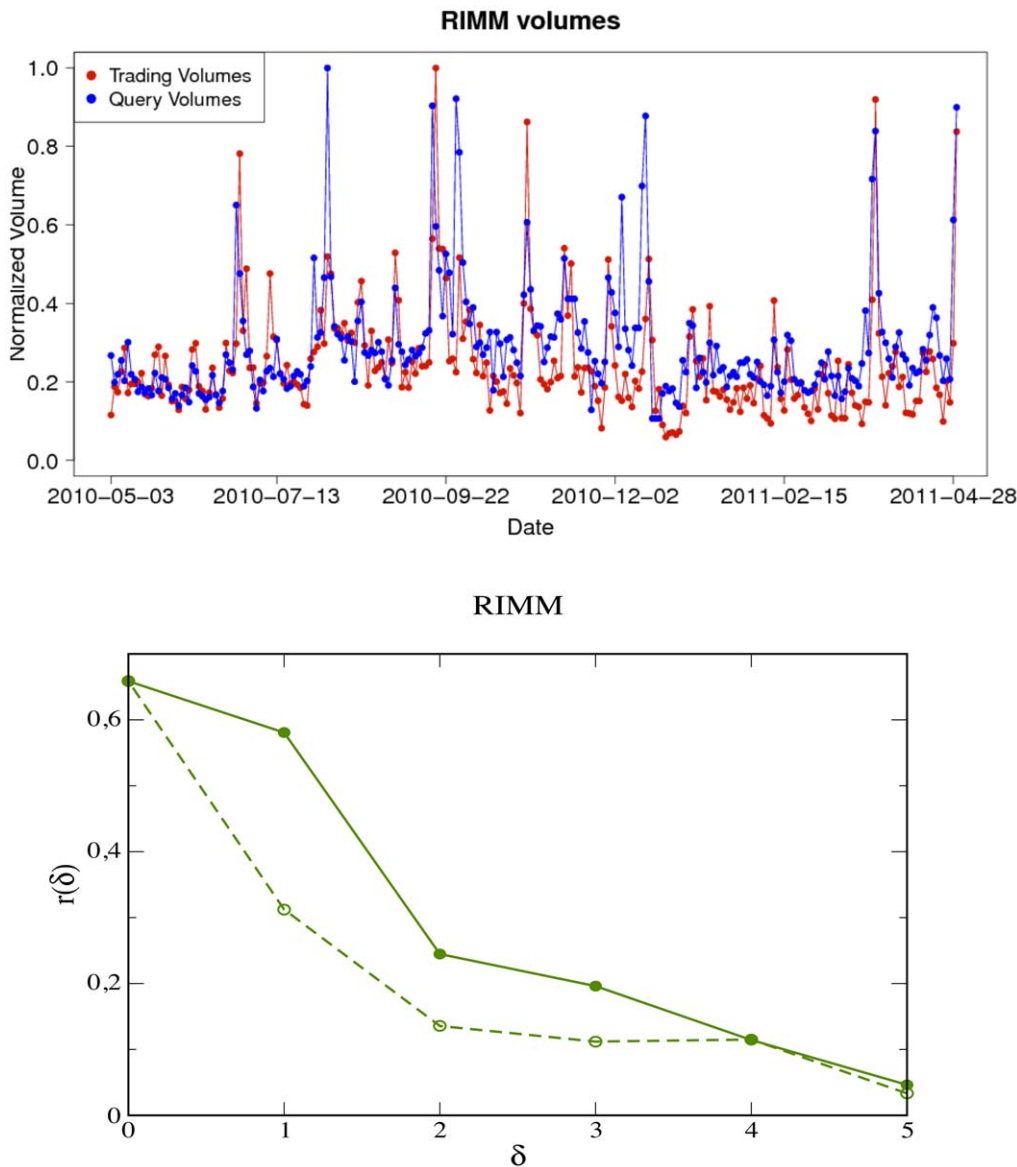 RIMM volumes
Trading Volumes
Query Volumes
Normalized Volume
1.0
0.8
0.6
0.4
0.2
0.0
2010−05−03 2010−07−13 2010−09−22 2010−12−02 2011−02−15 2011−04−28
Date
RIMM
r(δ)
0,6
0,4
0,2
0
0 1 2 3 4 5
δ